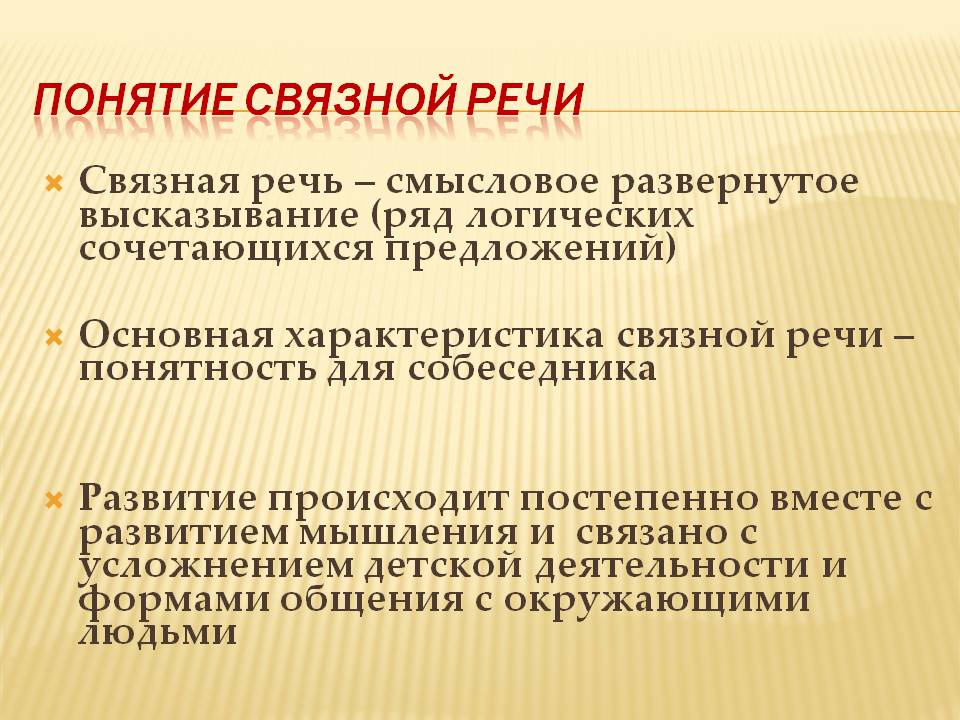 ПОНЯТИЕ СВЯЗНОЙ РЕЧИ
Связная речь – смысловое развернутое
высказывание (ряд логических
сочетающихся предложений)
Основная характеристика связной речи –
понятность для собеседника
Развитие происходит постепенно вместе с
развитием мышления и связано с
усложнением детской деятельности и
формами общения с окружающими
людьми